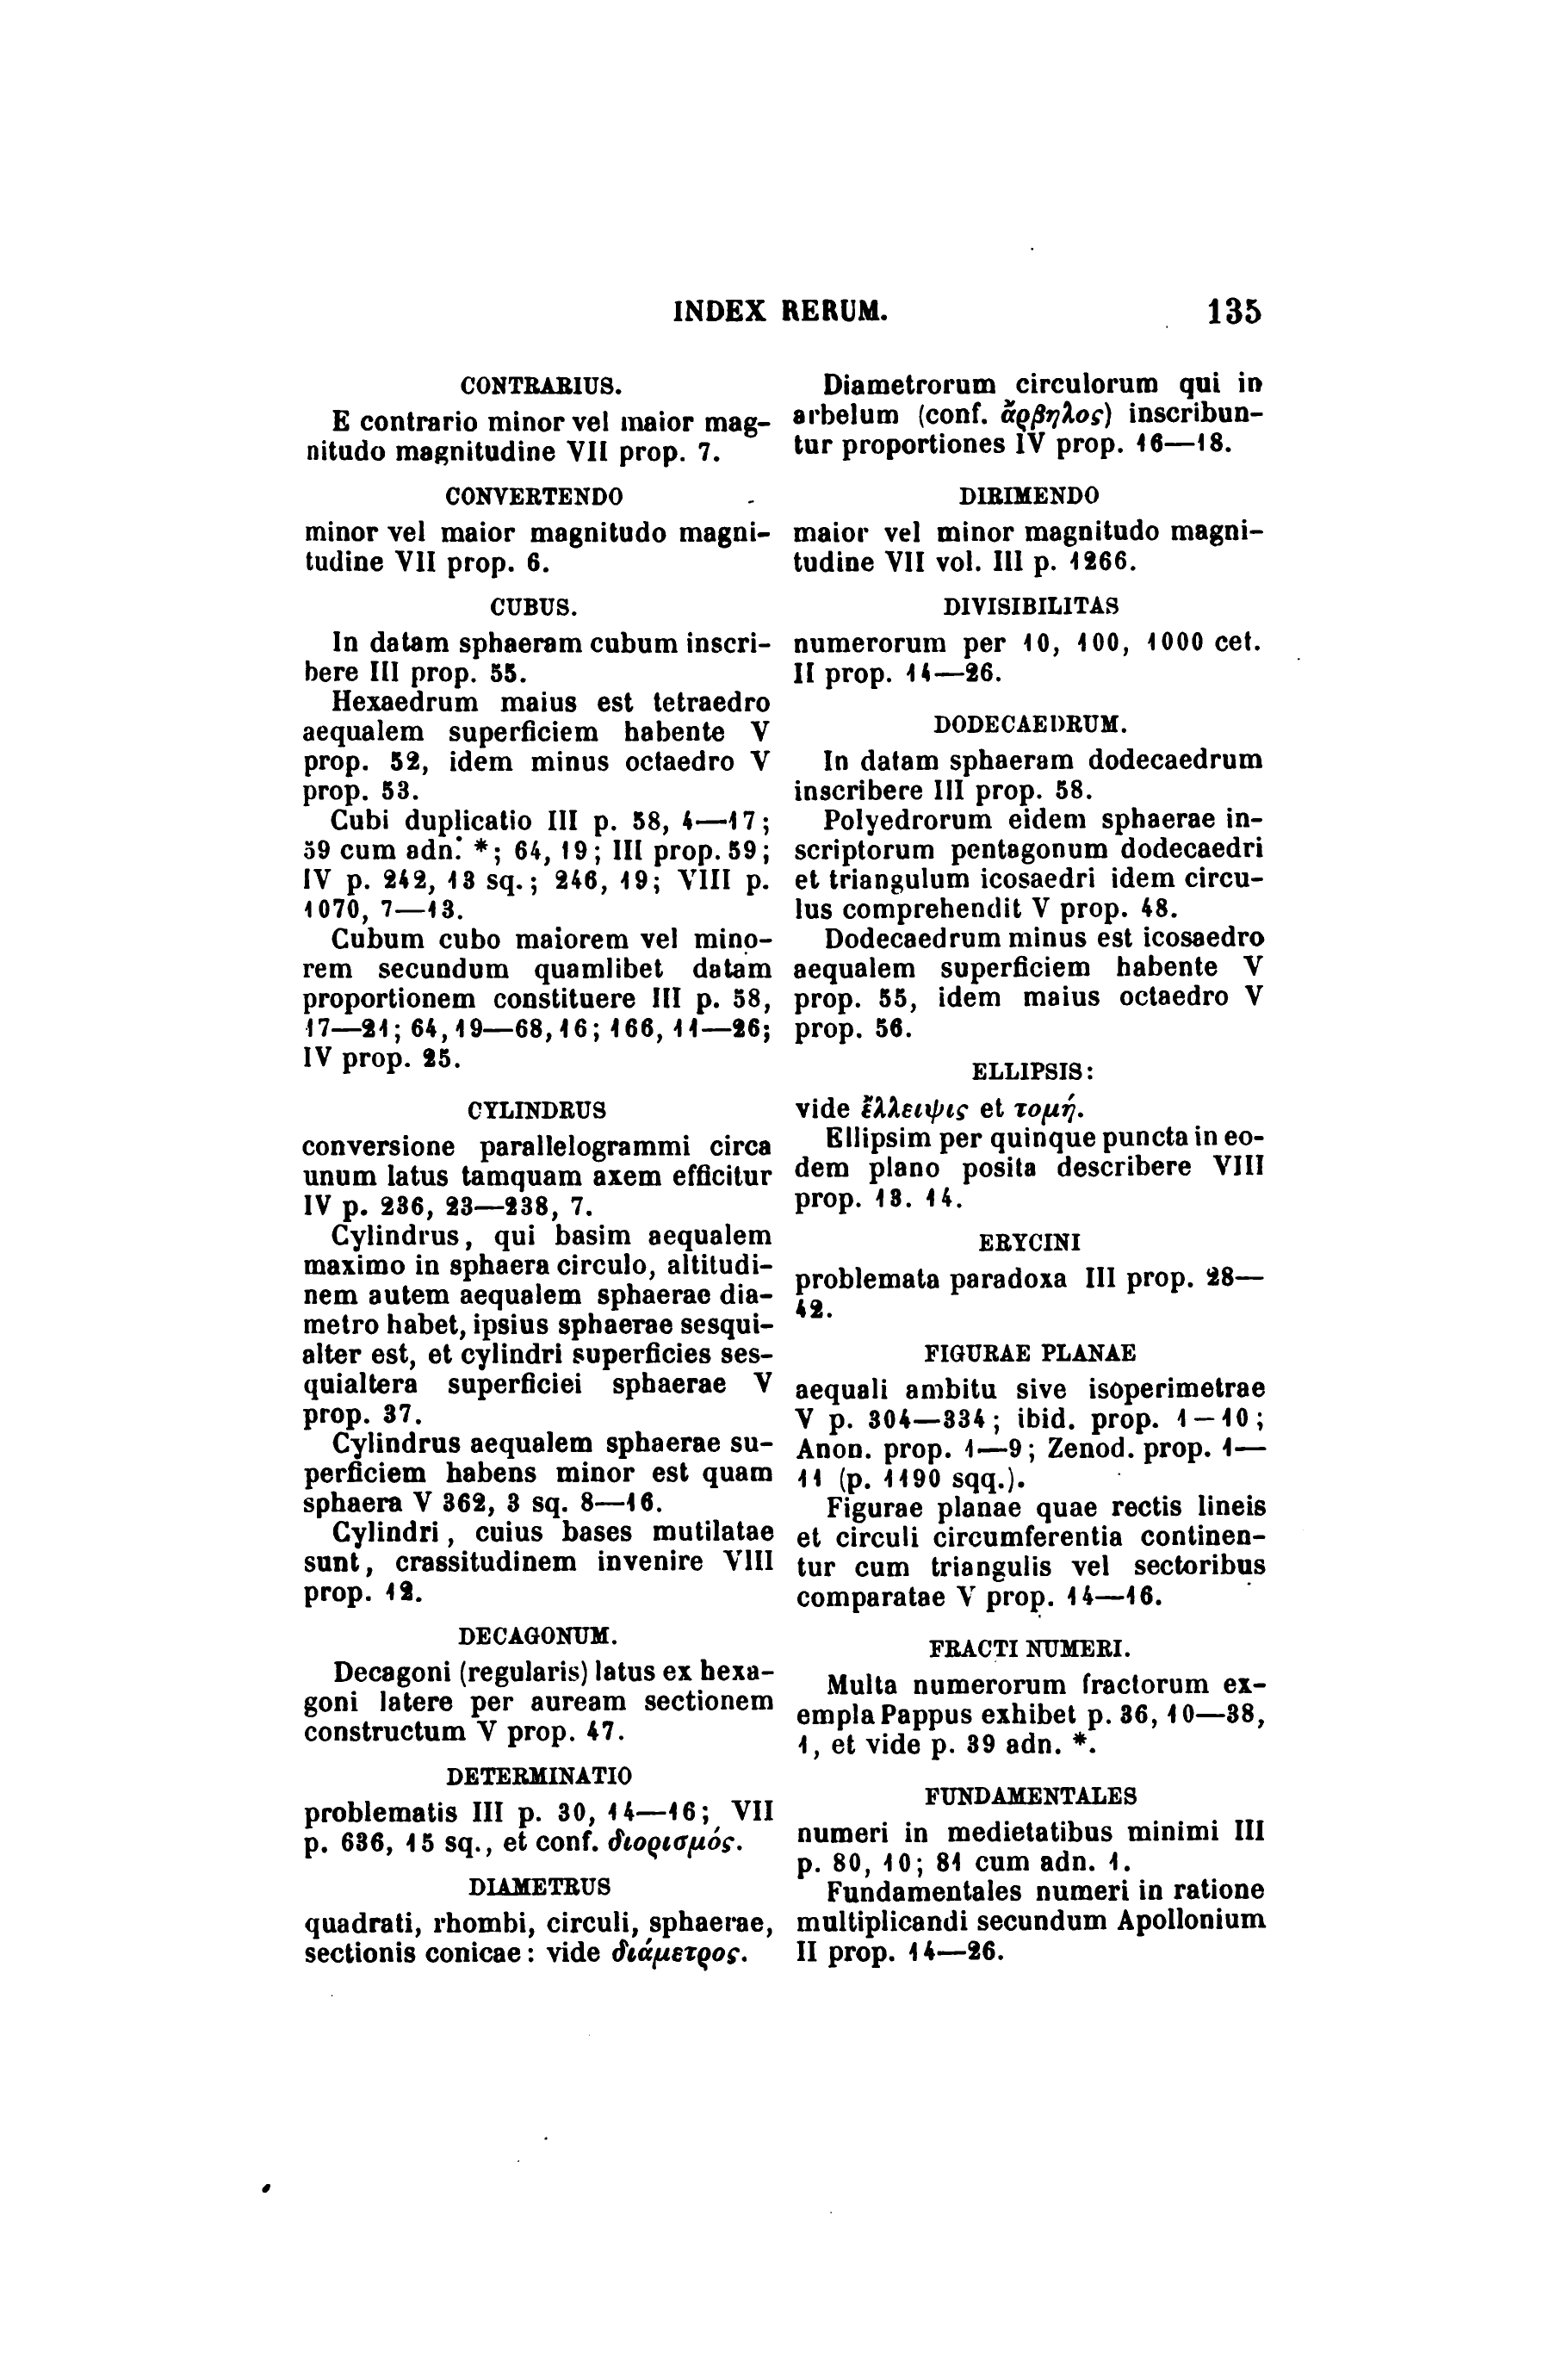 INDEX RERUM. 135
CONTRARIUS.
E contrario minor vel maior mag-
nitudo magnitudine VII prop. 7.
CONVERTENDO
minor vel maior magnitudo magni-
tudine VII prop. 6.
CUBUS.
In datam sphaeram cubum inscri-
bere III prop. 55.
Hexaedrum maius est tetraedro
aequalem superficiem habente V
prop. 52, idem minus octaedro V
prop. 53.
Cubi duplicatio III p. 58, 4—17;
59 cum adn. *; 64, 19; III prop. 59;
IV p. 242, 13 sq.; 246, 19; VIII p.
1070, 7—13.
Cubum cubo maiorem vel mino-
rem secundum quamlibet datam
proportionem constituere III p. 58,
17—21; 64, 19—68, 16; 166, 11—26;
IV prop. 25.
CYLINDRUS
conversione parallelogrammi circa
unum latus tamquam axem efficitur
IV p. 236, 23—238, 7.
Cylindrus, qui basim aequalem
maximo in sphaera circulo, altitudi-
nem autem aequalem sphaerae dia-
metro habet, ipsius sphaerae sesqui-
alter est, et cylindri superficies ses-
quialtera superficiei sphaerae V
prop. 37.
Cylindrus aequalem sphaerae su-
perficiem habens minor est quam
sphaera V 362, 3 sq. 8—16.
Cylindri, cuius bases mutilatae
sunt, crassitudinem invenire VIII
prop. 12.
DECAGONUM.
Decagoni (regularis) latus ex hexa-
goni latere per auream sectionem
constructum V prop. 47.
DETERMINATIO
problematis III p. 30, 14—16; VII
p. 636, 15 sq., et conf. διορισμός.
DIAMETRUS
quadrati, rhombi, circuli, sphaerae,
sectionis conicae: vide διάμετρος.
Diametrorum circulorum qui in
arbelum (conf. ἄρβηλος) inscribun-
tur proportiones IV prop. 16—18.
DIRIMENDO
maior vel minor magnitudo magni-
tudine VII vol. III p. 1266.
DIVISIBILITAS
numerorum per 10, 100, 1000 cet.
II prop. 14—26.
DODECAEDRUM.
In datam sphaeram dodecaedrum
inscribere III prop. 58.
Polyedrorum eidem sphaerae in-
scriptorum pentagonum dodecaedri
et triangulum icosaedri idem circu-
lus comprehendit V prop. 48.
Dodecaedrum minus est icosaedro
aequalem superficiem habente V
prop. 55, idem maius octaedro V
prop. 56.
ELLIPSIS:
vide ἔλλειψις et τομή.
Ellipsim per quinque puncta in eo-
dem plano posita describere VIII
prop. 13. 14.
ERYCINI
problemata paradoxa III prop. 28—
42.
FIGURAE PLANAE
aequali ambitu sive isoperimetrae
V p. 304—334; ibid. prop. 1—10;
Anon. prop. 1—9; Zenod. prop. 1—
11 (p. 1190 sqq.).
Figurae planae quae rectis lineis
et circuli circumferentia continen-
tur cum triangulis vel sectoribus
comparatae V prop. 14—16.
FRACTI NUMERI.
Multa numerorum fractorum ex-
empla Pappus exhibet p. 36, 10—38,
1, et vide p. 39 adn. *.
FUNDAMENTALES
numeri in medietatibus minimi III
p. 80, 10; 81 cum adn. 1.
Fundamentales numeri in ratione
multiplicandi secundum Apollonium
II prop. 14—26.